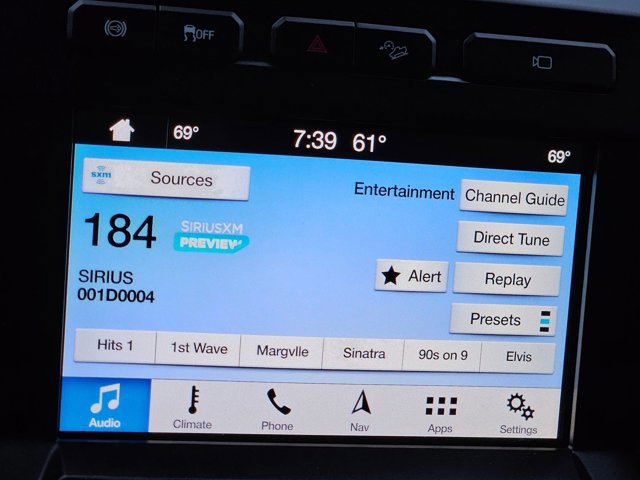 OFF
69° 7:39 61° 69°
sxm Sources
Entertainment Channel Guide
184 SIRIUSXM
PREVIEW
Direct Tune
SIRIUS
001D0004
Alert Replay
Presets
Hits 1 1st Wave Margvlle Sinatra 90s on 9 Elvis
Audio Climate Phone Nav Apps Settings